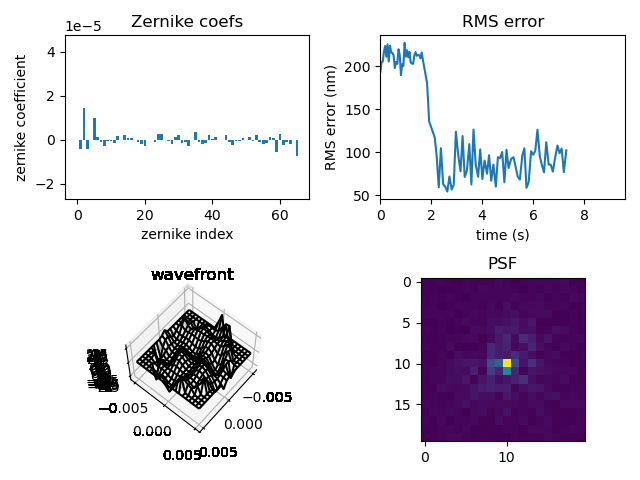 Zernike coefs
1e−5
4
2
0
−2
zernike coefficient
0 20 40 60
zernike index
RMS error
200
150
100
50
RMS error (nm)
0 2 4 6 8
time (s)
wavefront
−0.005
0.000
0.005
−0.005
0.000
0.005
PSF
0
5
10
15
0 10